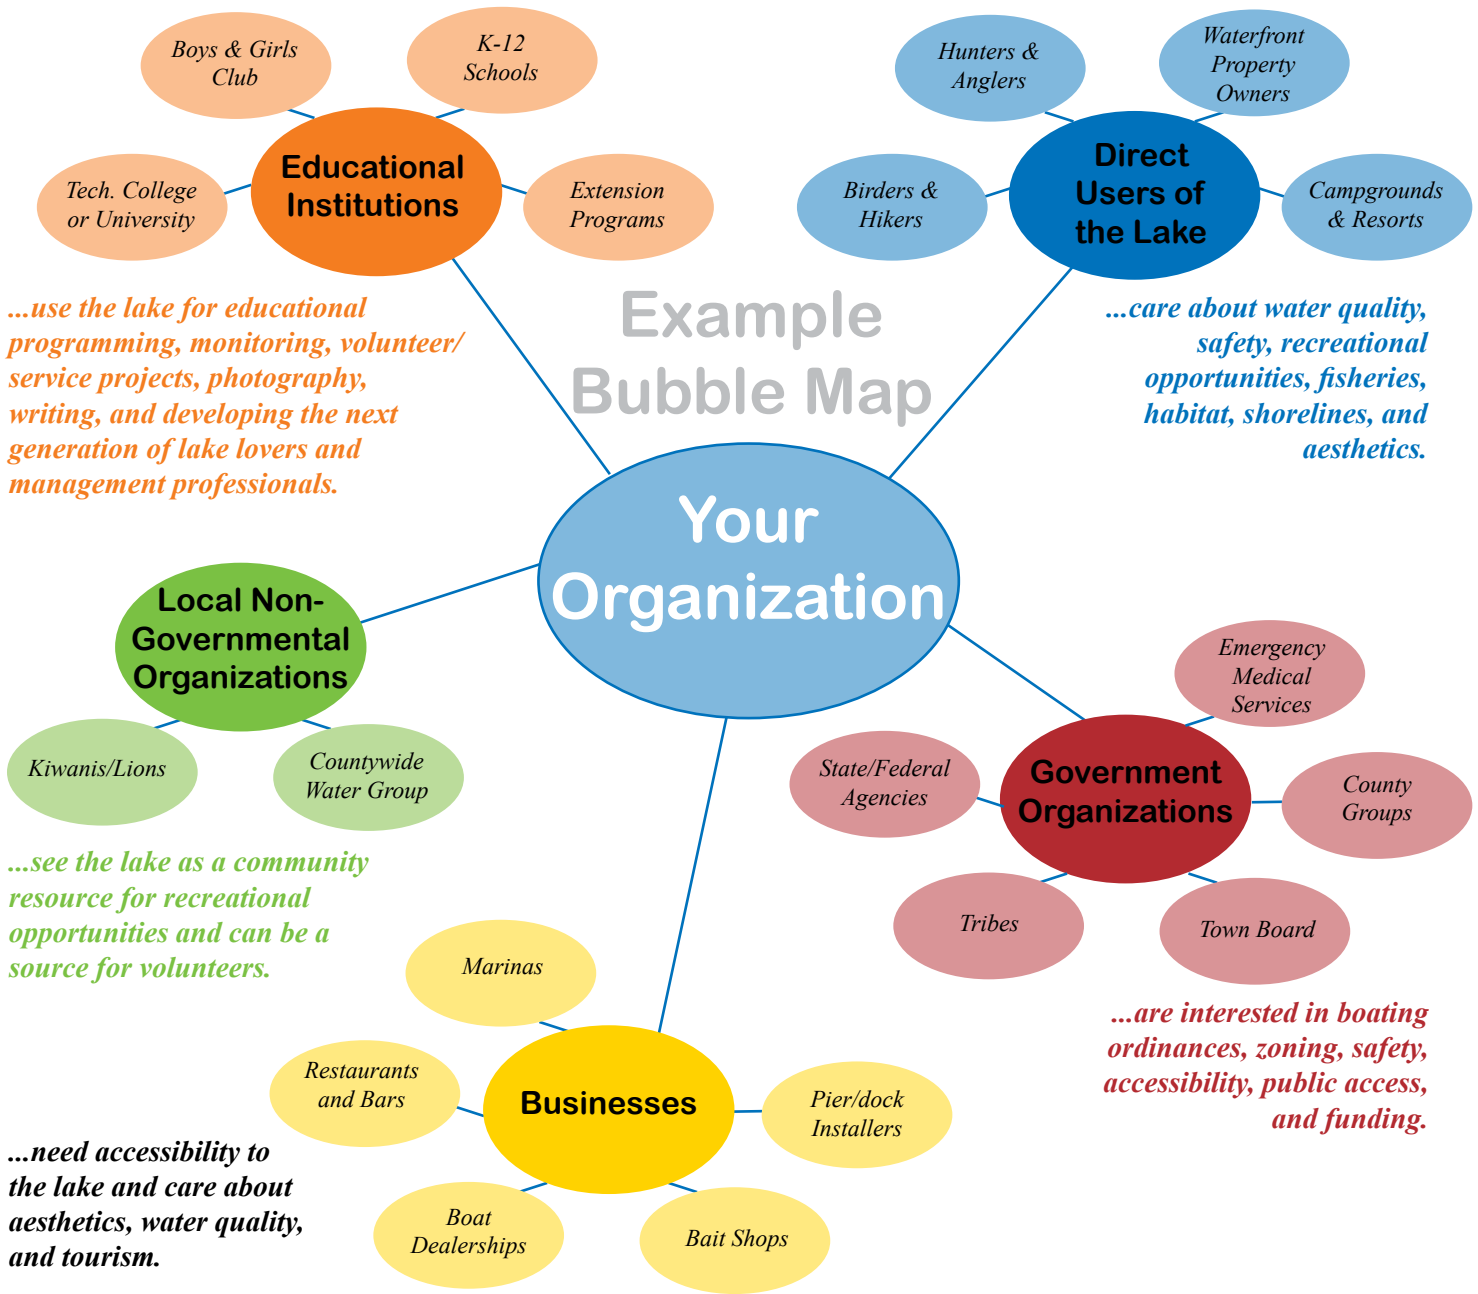 Example
Bubble Map
Your
Organization
Educational
Institutions
Boys & Girls
Club
K-12
Schools
Tech. College
or University
Extension
Programs
...use the lake for educational
programming, monitoring, volunteer/
service projects, photography,
writing, and developing the next
generation of lake lovers and
management professionals.
Direct
Users of
the Lake
Hunters &
Anglers
Waterfront
Property
Owners
Birders &
Hikers
Campgrounds
& Resorts
...care about water quality,
safety, recreational
opportunities, fisheries,
habitat, shorelines, and
aesthetics.
Local Non-
Governmental
Organizations
Kiwanis/Lions
Countywide
Water Group
...see the lake as a community
resource for recreational
opportunities and can be a
source for volunteers.
Government
Organizations
Emergency
Medical
Services
State/Federal
Agencies
County
Groups
Tribes
Town Board
...are interested in boating
ordinances, zoning, safety,
accessibility, public access,
and funding.
Businesses
Marinas
Restaurants
and Bars
Pier/dock
Installers
Boat
Dealerships
Bait Shops
...need accessibility to
the lake and care about
aesthetics, water quality,
and tourism.